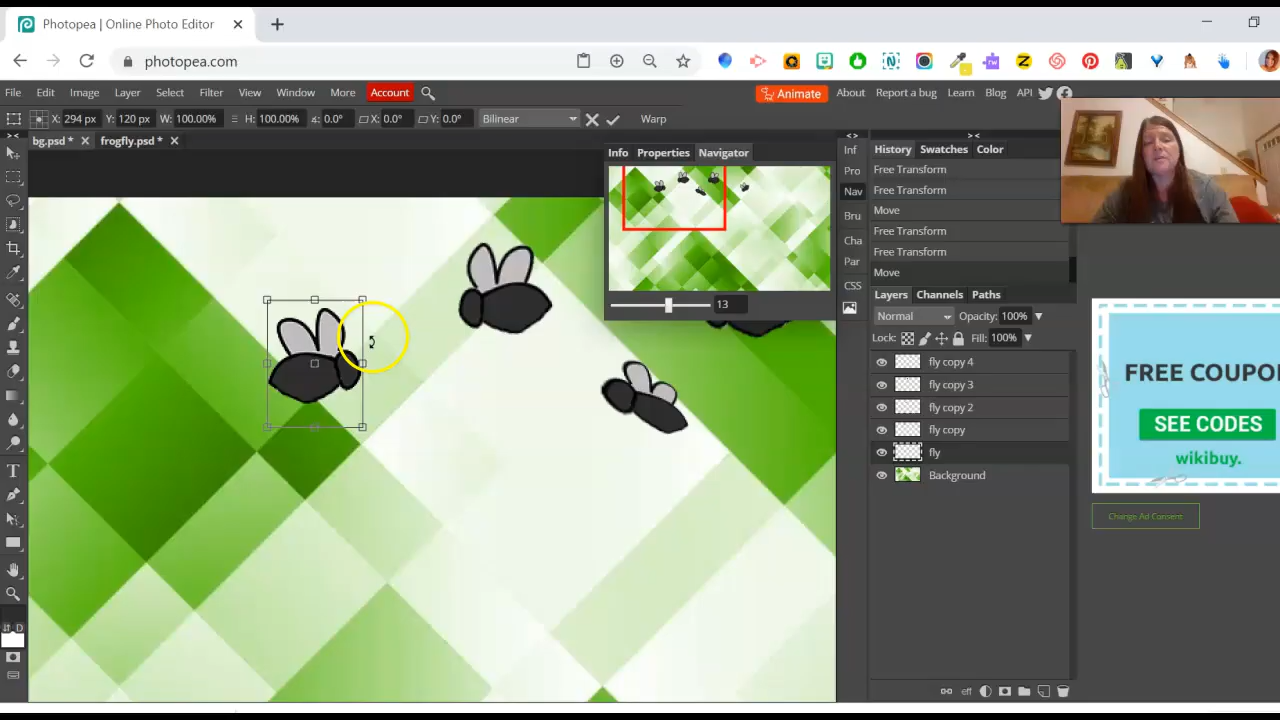 Photopea | Online Photo Editor
photopea.com
File Edit Image Layer Select Filter View Window More Account
Animate About Report a bug Learn Blog API
X: 294 px Y: 120 px W: 100.00% H: 100.00% 0.0° X: 0.0° Y: 0.0° Bilinear Warp
bg.psd * frogfly.psd *
Info Properties Navigator
13
Inf
Pro
Nav
Bru
Cha
Par
CSS
History Swatches Color
Free Transform
Free Transform
Move
Free Transform
Free Transform
Move
Layers Channels Paths
Normal Opacity: 100%
Lock: Fill: 100%
fly copy 4
fly copy 3
fly copy 2
fly copy
fly
Background
eff
D
T
FREE COUPO
SEE CODES
wikibuy.
Change Ad Consent